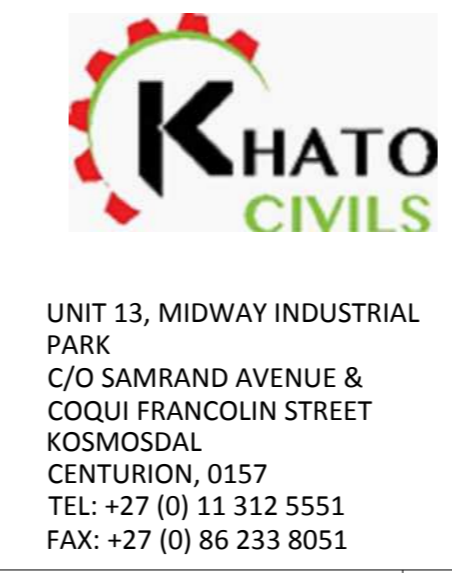 KHATO
CIVILS
UNIT 13, MIDWAY INDUSTRIAL
PARK
C/O SAMRAND AVENUE &
COQUI FRANCOLIN STREET
KOSMOSDAL
CENTURION, 0157
TEL: +27 (0) 11 312 5551
FAX: +27 (0) 86 233 8051